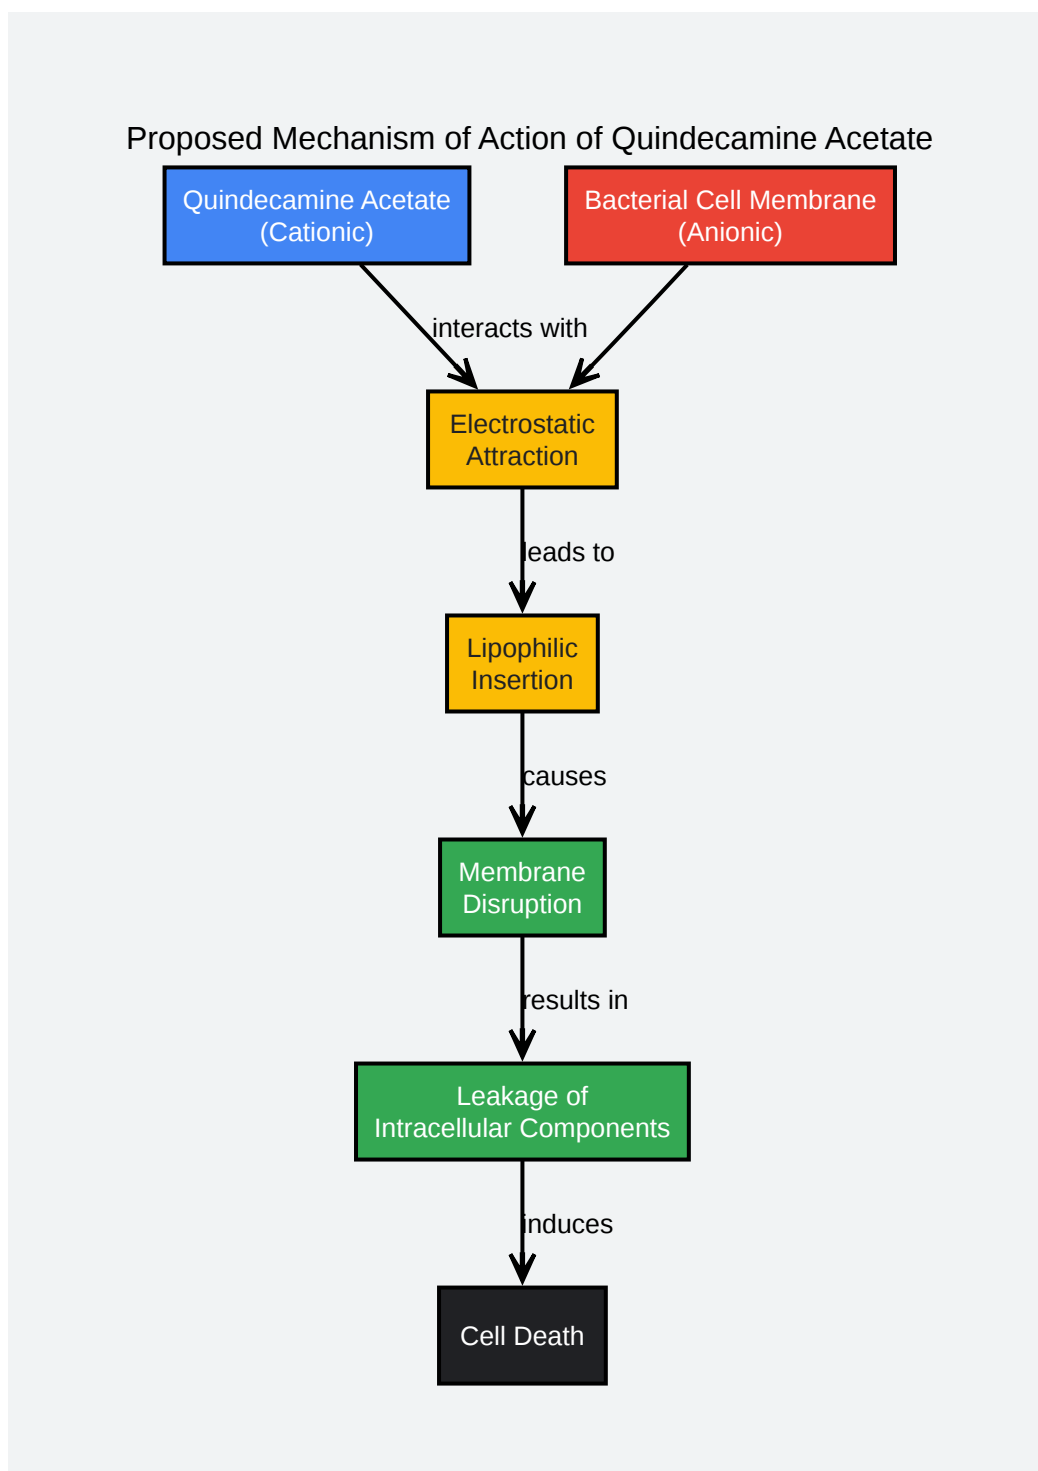 Proposed Mechanism of Action of Quindecamine Acetate
Quindecamine Acetate
(Cationic)
Bacterial Cell Membrane
(Anionic)
interacts with
Electrostatic
Attraction
leads to
Lipophilic
Insertion
causes
Membrane
Disruption
results in
Leakage of
Intracellular Components
induces
Cell Death